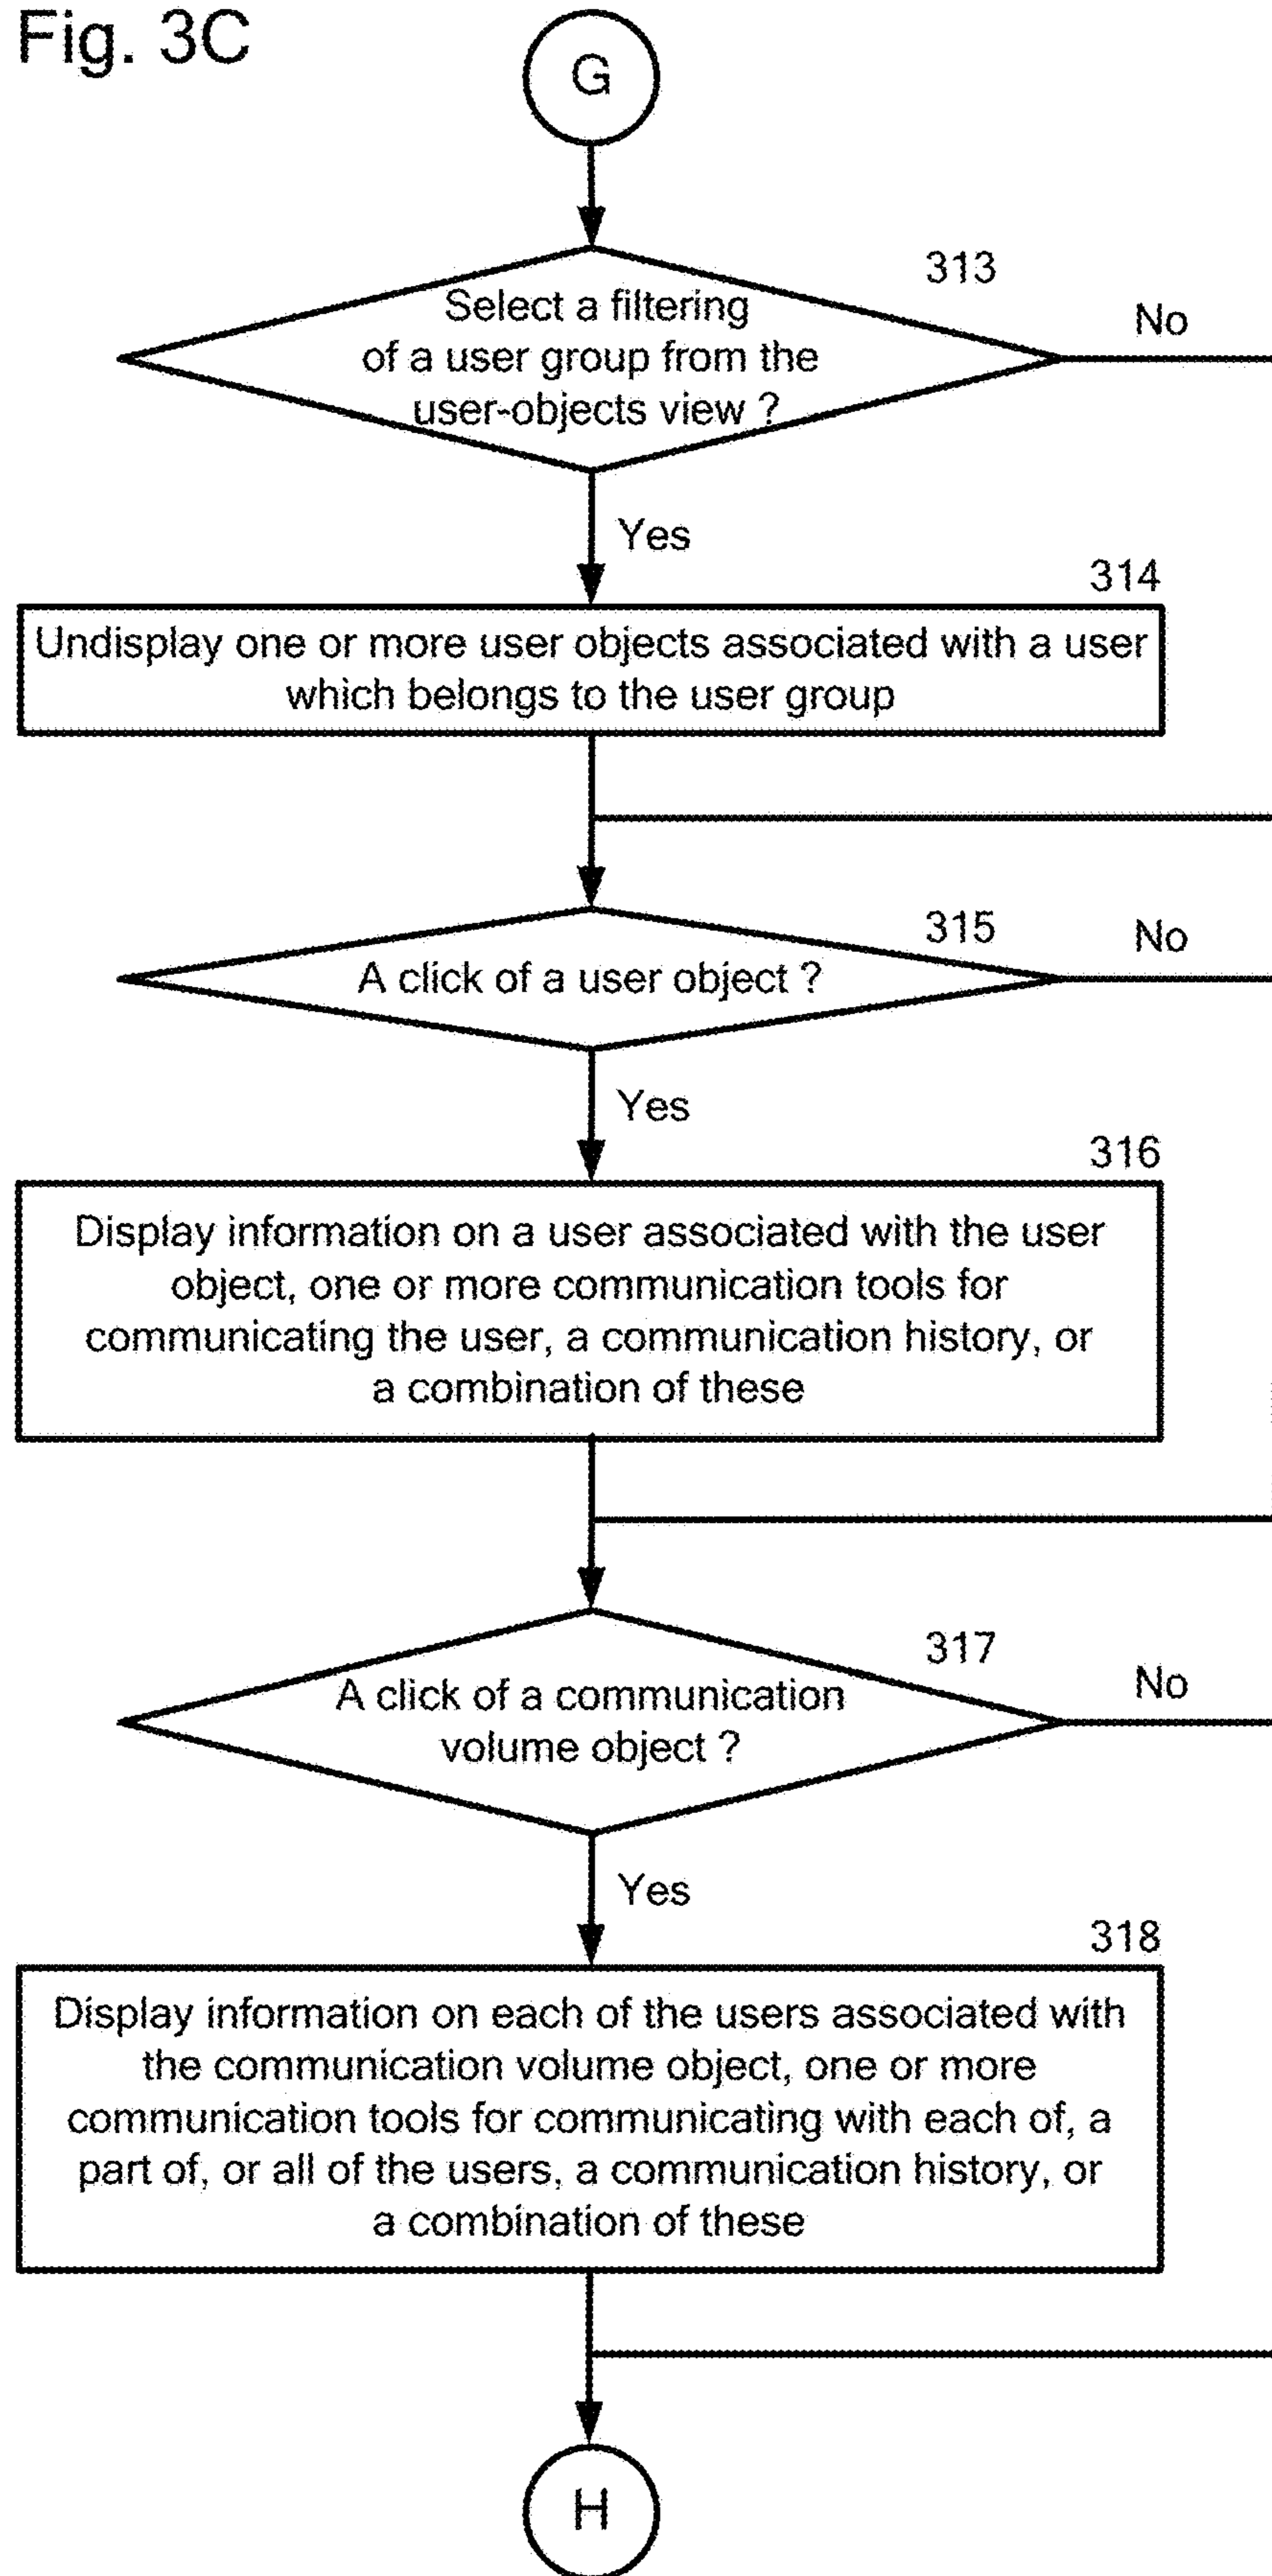 Fig. 3C
G
313
Select a filtering
of a user group from the
user-objects view ?
No
Yes
314
Undisplay one or more user objects associated with a user
which belongs to the user group
315
A click of a user object ?
No
Yes
316
Display information on a user associated with the user
object, one or more communication tools for
communicating the user, a communication history, or
a combination of these
317
A click of a communication
volume object ?
No
Yes
318
Display information on each of the users associated with
the communication volume object, one or more
communication tools for communicating with each of, a
part of, or all of the users, a communication history, or
a combination of these
H